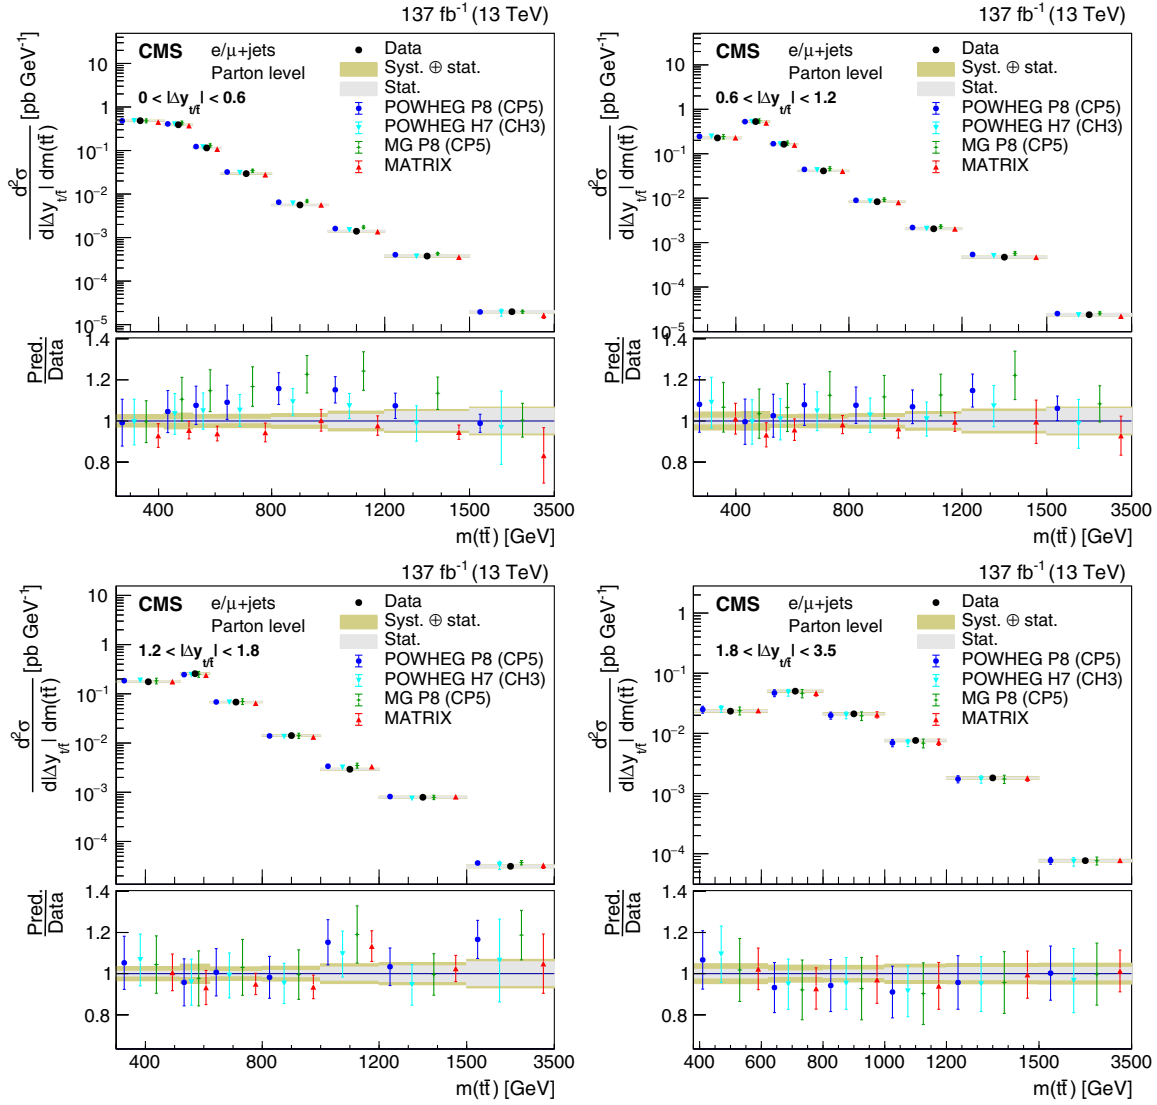 137 fb⁻¹ (13 TeV)
CMS e/μ+jets
Parton level
0 < |Δy_t/t̄| < 0.6
Data
Syst. ⊕ stat.
Stat.
POWHEG P8 (CP5)
POWHEG H7 (CH3)
MG P8 (CP5)
MATRIX
d²σ / d|Δy_t/t̄| dm(tt̄) [pb GeV⁻¹]
10
1
10⁻¹
10⁻²
10⁻³
10⁻⁴
10⁻⁵
Pred. / Data
1.4
1.2
1
0.8
400 800 1200 1500 3500
m(tt̄) [GeV]
137 fb⁻¹ (13 TeV)
CMS e/μ+jets
Parton level
0.6 < |Δy_t/t̄| < 1.2
Data
Syst. ⊕ stat.
Stat.
POWHEG P8 (CP5)
POWHEG H7 (CH3)
MG P8 (CP5)
MATRIX
d²σ / d|Δy_t/t̄| dm(tt̄) [pb GeV⁻¹]
10
1
10⁻¹
10⁻²
10⁻³
10⁻⁴
10⁻⁵
Pred. / Data
1.4
1.2
1
0.8
400 800 1200 1500 3500
m(tt̄) [GeV]
137 fb⁻¹ (13 TeV)
CMS e/μ+jets
Parton level
1.2 < |Δy_t/t̄| < 1.8
Data
Syst. ⊕ stat.
Stat.
POWHEG P8 (CP5)
POWHEG H7 (CH3)
MG P8 (CP5)
MATRIX
d²σ / d|Δy_t/t̄| dm(tt̄) [pb GeV⁻¹]
10
1
10⁻¹
10⁻²
10⁻³
10⁻⁴
Pred. / Data
1.4
1.2
1
0.8
400 800 1200 1500 3500
m(tt̄) [GeV]
137 fb⁻¹ (13 TeV)
CMS e/μ+jets
Parton level
1.8 < |Δy_t/t̄| < 3.5
Data
Syst. ⊕ stat.
Stat.
POWHEG P8 (CP5)
POWHEG H7 (CH3)
MG P8 (CP5)
MATRIX
d²σ / d|Δy_t/t̄| dm(tt̄) [pb GeV⁻¹]
1
10⁻¹
10⁻²
10⁻³
10⁻⁴
Pred. / Data
1.4
1.2
1
0.8
400 600 800 1000 1200 1500 3500
m(tt̄) [GeV]